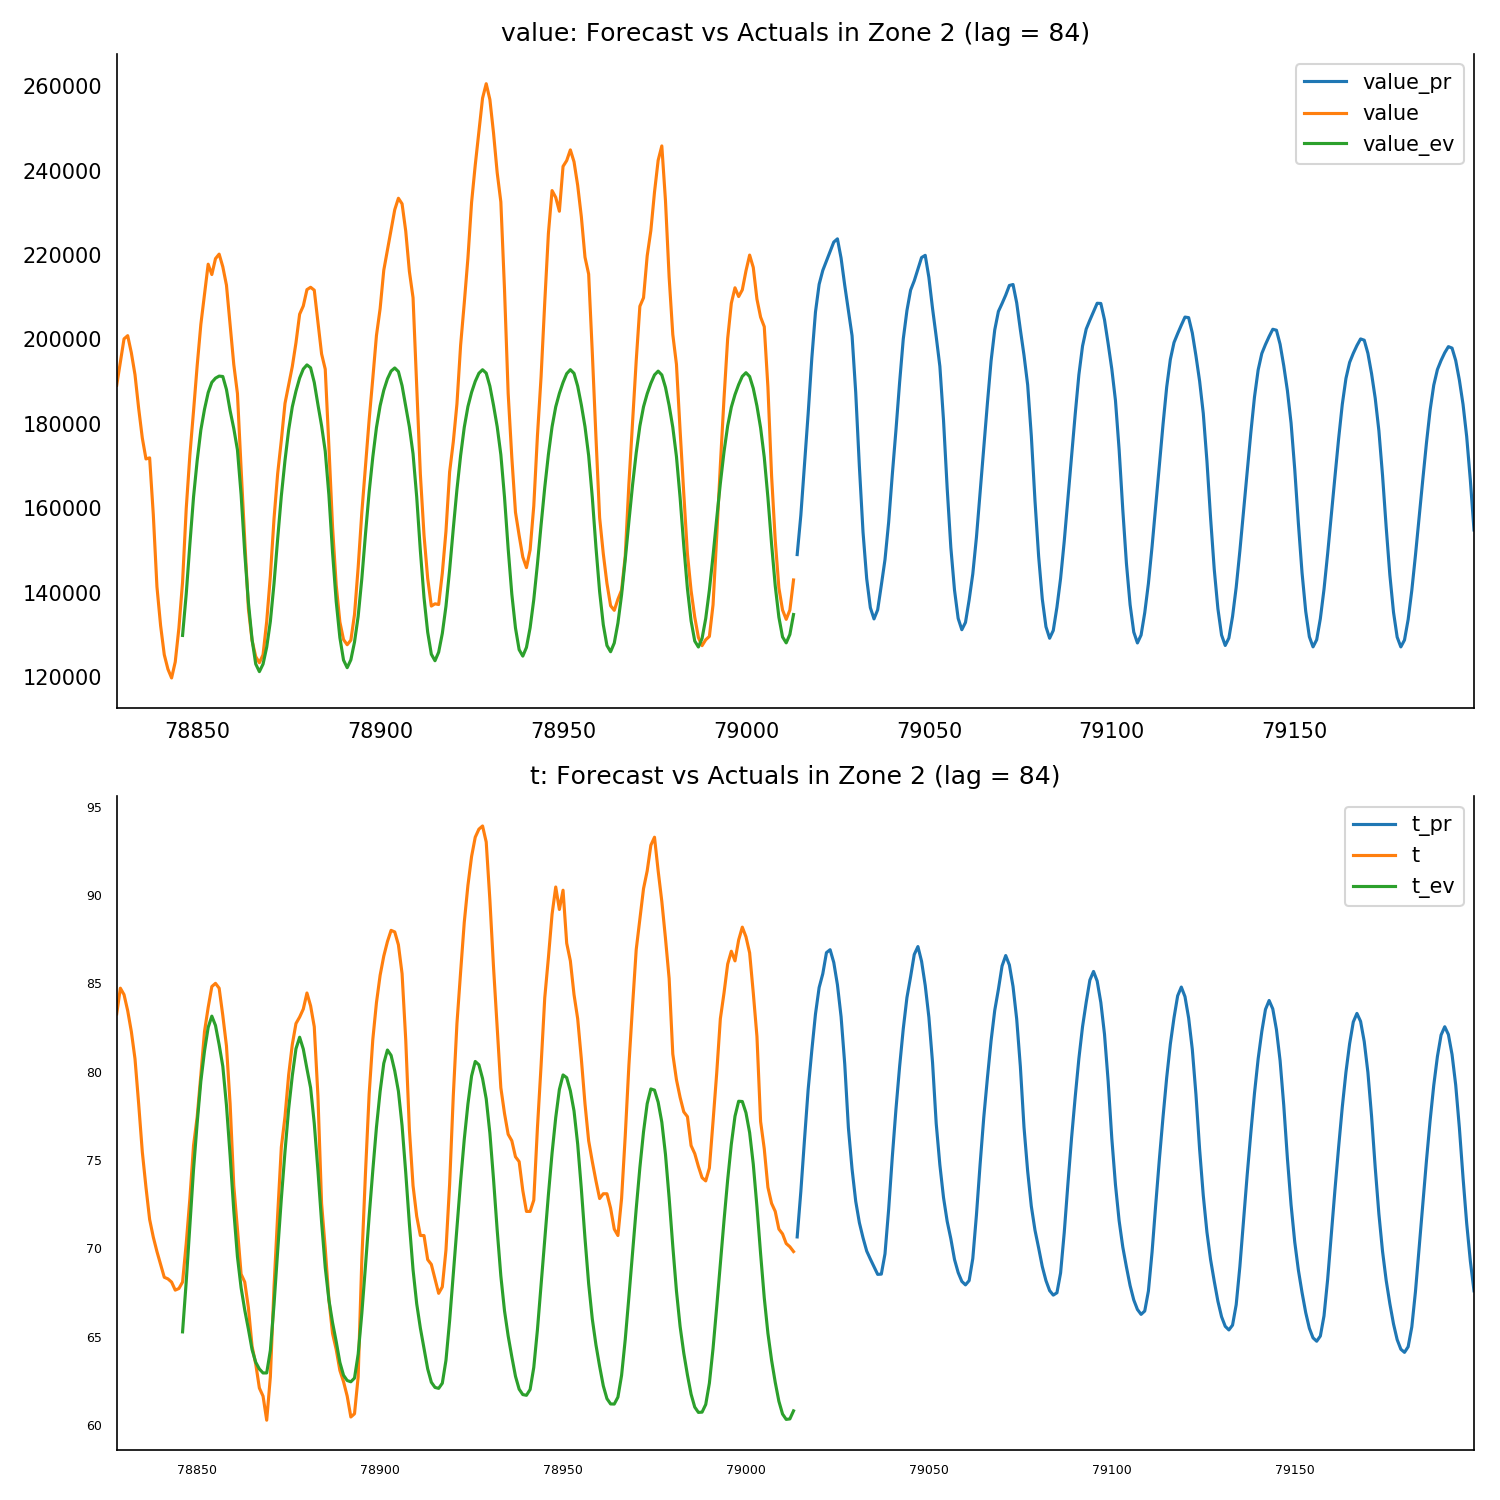 value: Forecast vs Actuals in Zone 2 (lag = 84)
260000
240000
220000
200000
180000
160000
140000
120000
value_pr
value
value_ev
78850 78900 78950 79000 79050 79100 79150
t: Forecast vs Actuals in Zone 2 (lag = 84)
95
90
85
80
75
70
65
60
t_pr
t
t_ev
78850 78900 78950 79000 79050 79100 79150